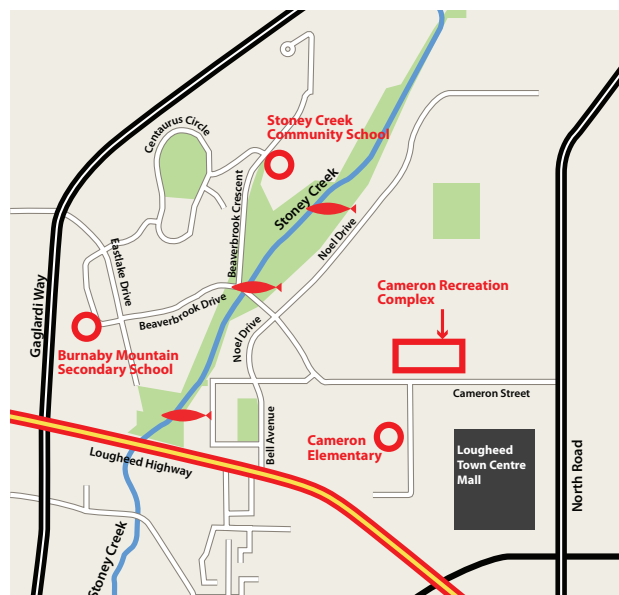 Stoney Creek
Community School
Centaurus Circle
Stoney Creek
Beaverbrook Crescent
Noel Drive
Eastlake Drive
Gaglardi Way
Cameron Recreation
Complex
Beaverbrook Drive
Noel Drive
Burnaby Mountain
Secondary School
Cameron Street
Bell Avenue
Cameron
Elementary
Lougheed
Town Centre
Mall
Lougheed Highway
North Road
Stoney Creek